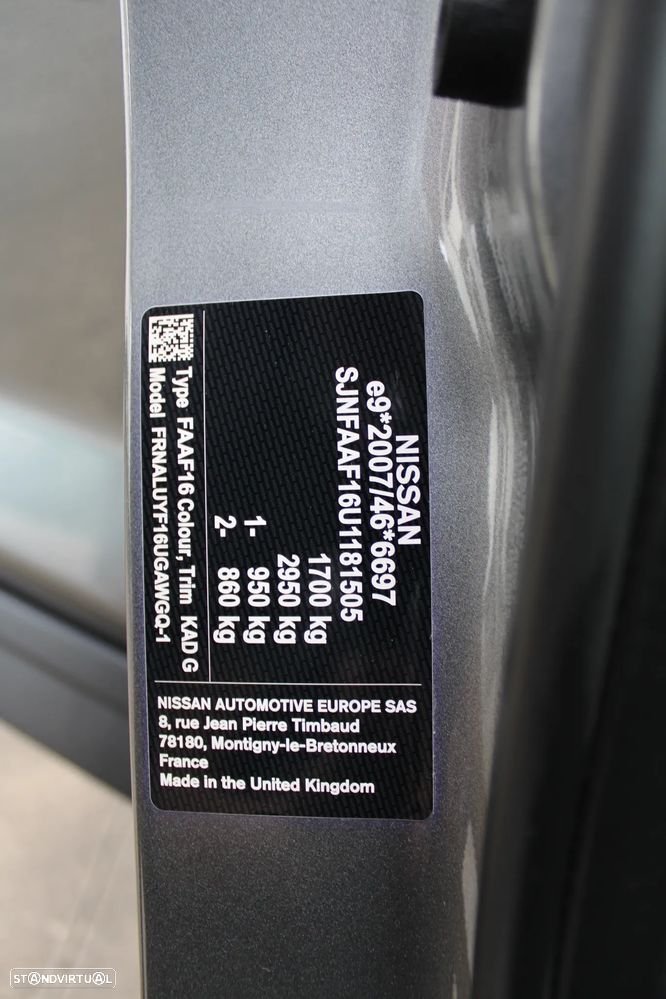 NISSAN
e9*2007/46*6697
SJNFAAF16U1181505
1700 kg
2950 kg
1- 950 kg
2- 860 kg
Type FAAF16 Colour, Trim KAD G
Model FRNALUYF16UGAWGQ-1
NISSAN AUTOMOTIVE EUROPE SAS
8, rue Jean Pierre Timbaud
78180, Montigny-le-Bretonneux
France
Made in the United Kingdom
STANDVIRTUAL